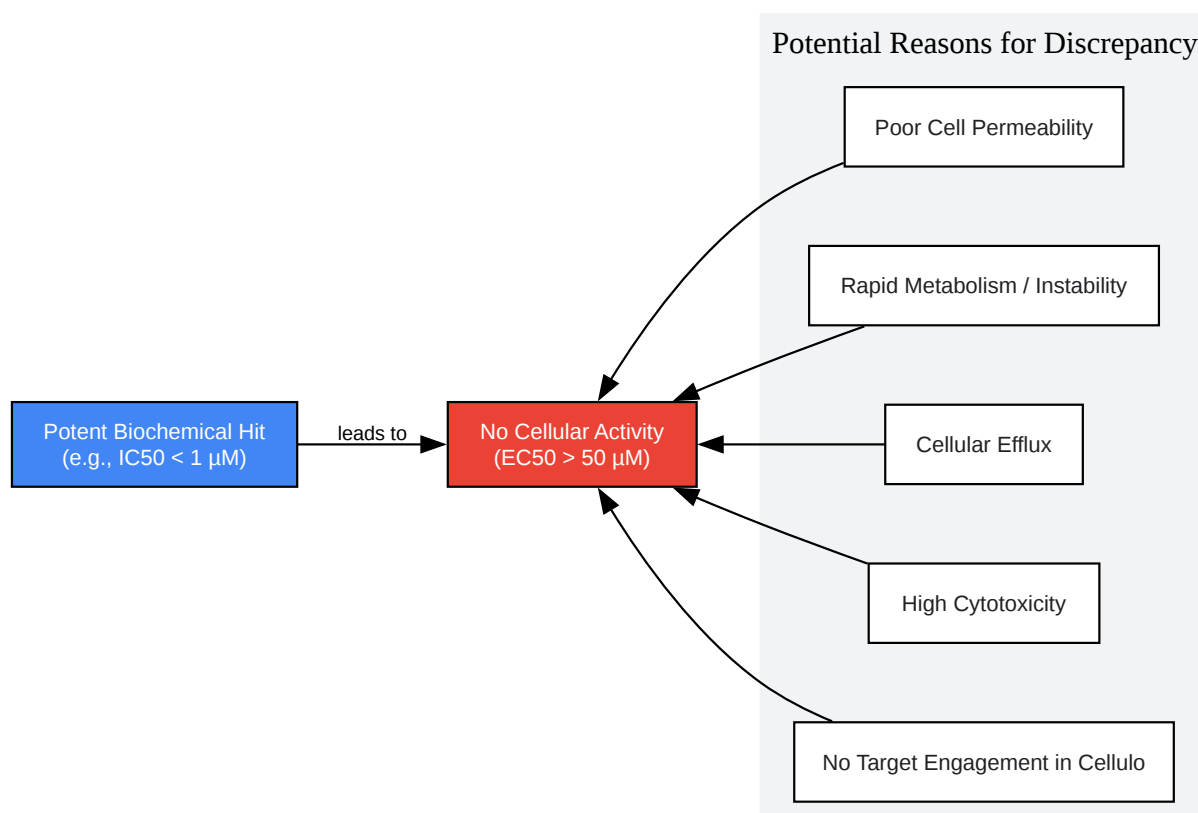 Potential Reasons for Discrepancy
Poor Cell Permeability
Rapid Metabolism / Instability
Potent Biochemical Hit
(e.g., IC50 < 1 µM)
leads to
No Cellular Activity
(EC50 > 50 µM)
Cellular Efflux
High Cytotoxicity
No Target Engagement in Cellulo